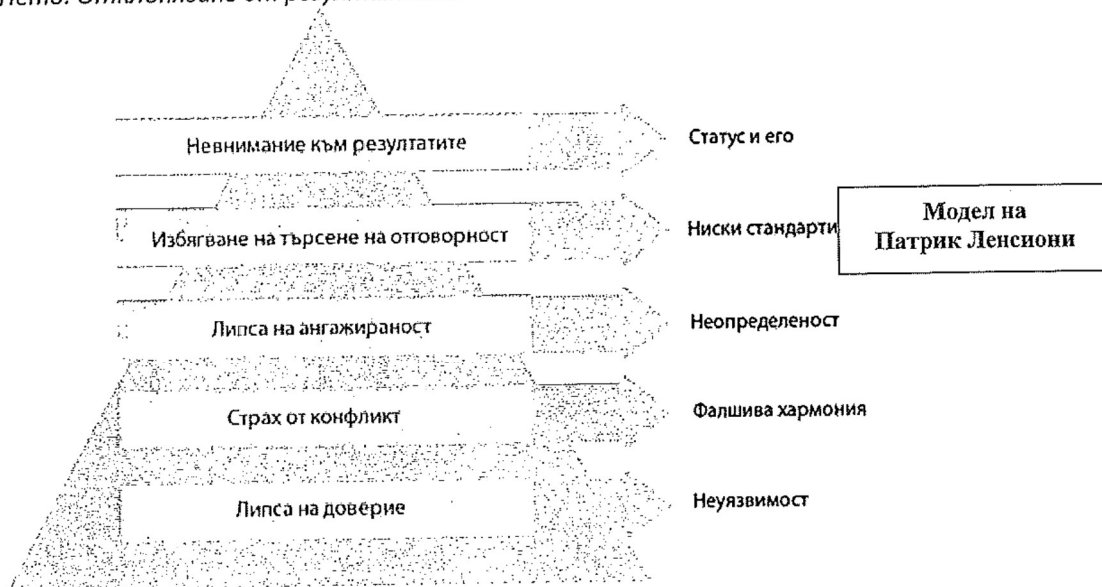 Невнимание към резултатите
Статус и его
Избягване на търсене на отговорност
Ниски стандарти
Модел на
Патрик Ленсиони
Липса на ангажираност
Неопределеност
Страх от конфликт
Фалшива хармония
Липса на доверие
Неуязвимост